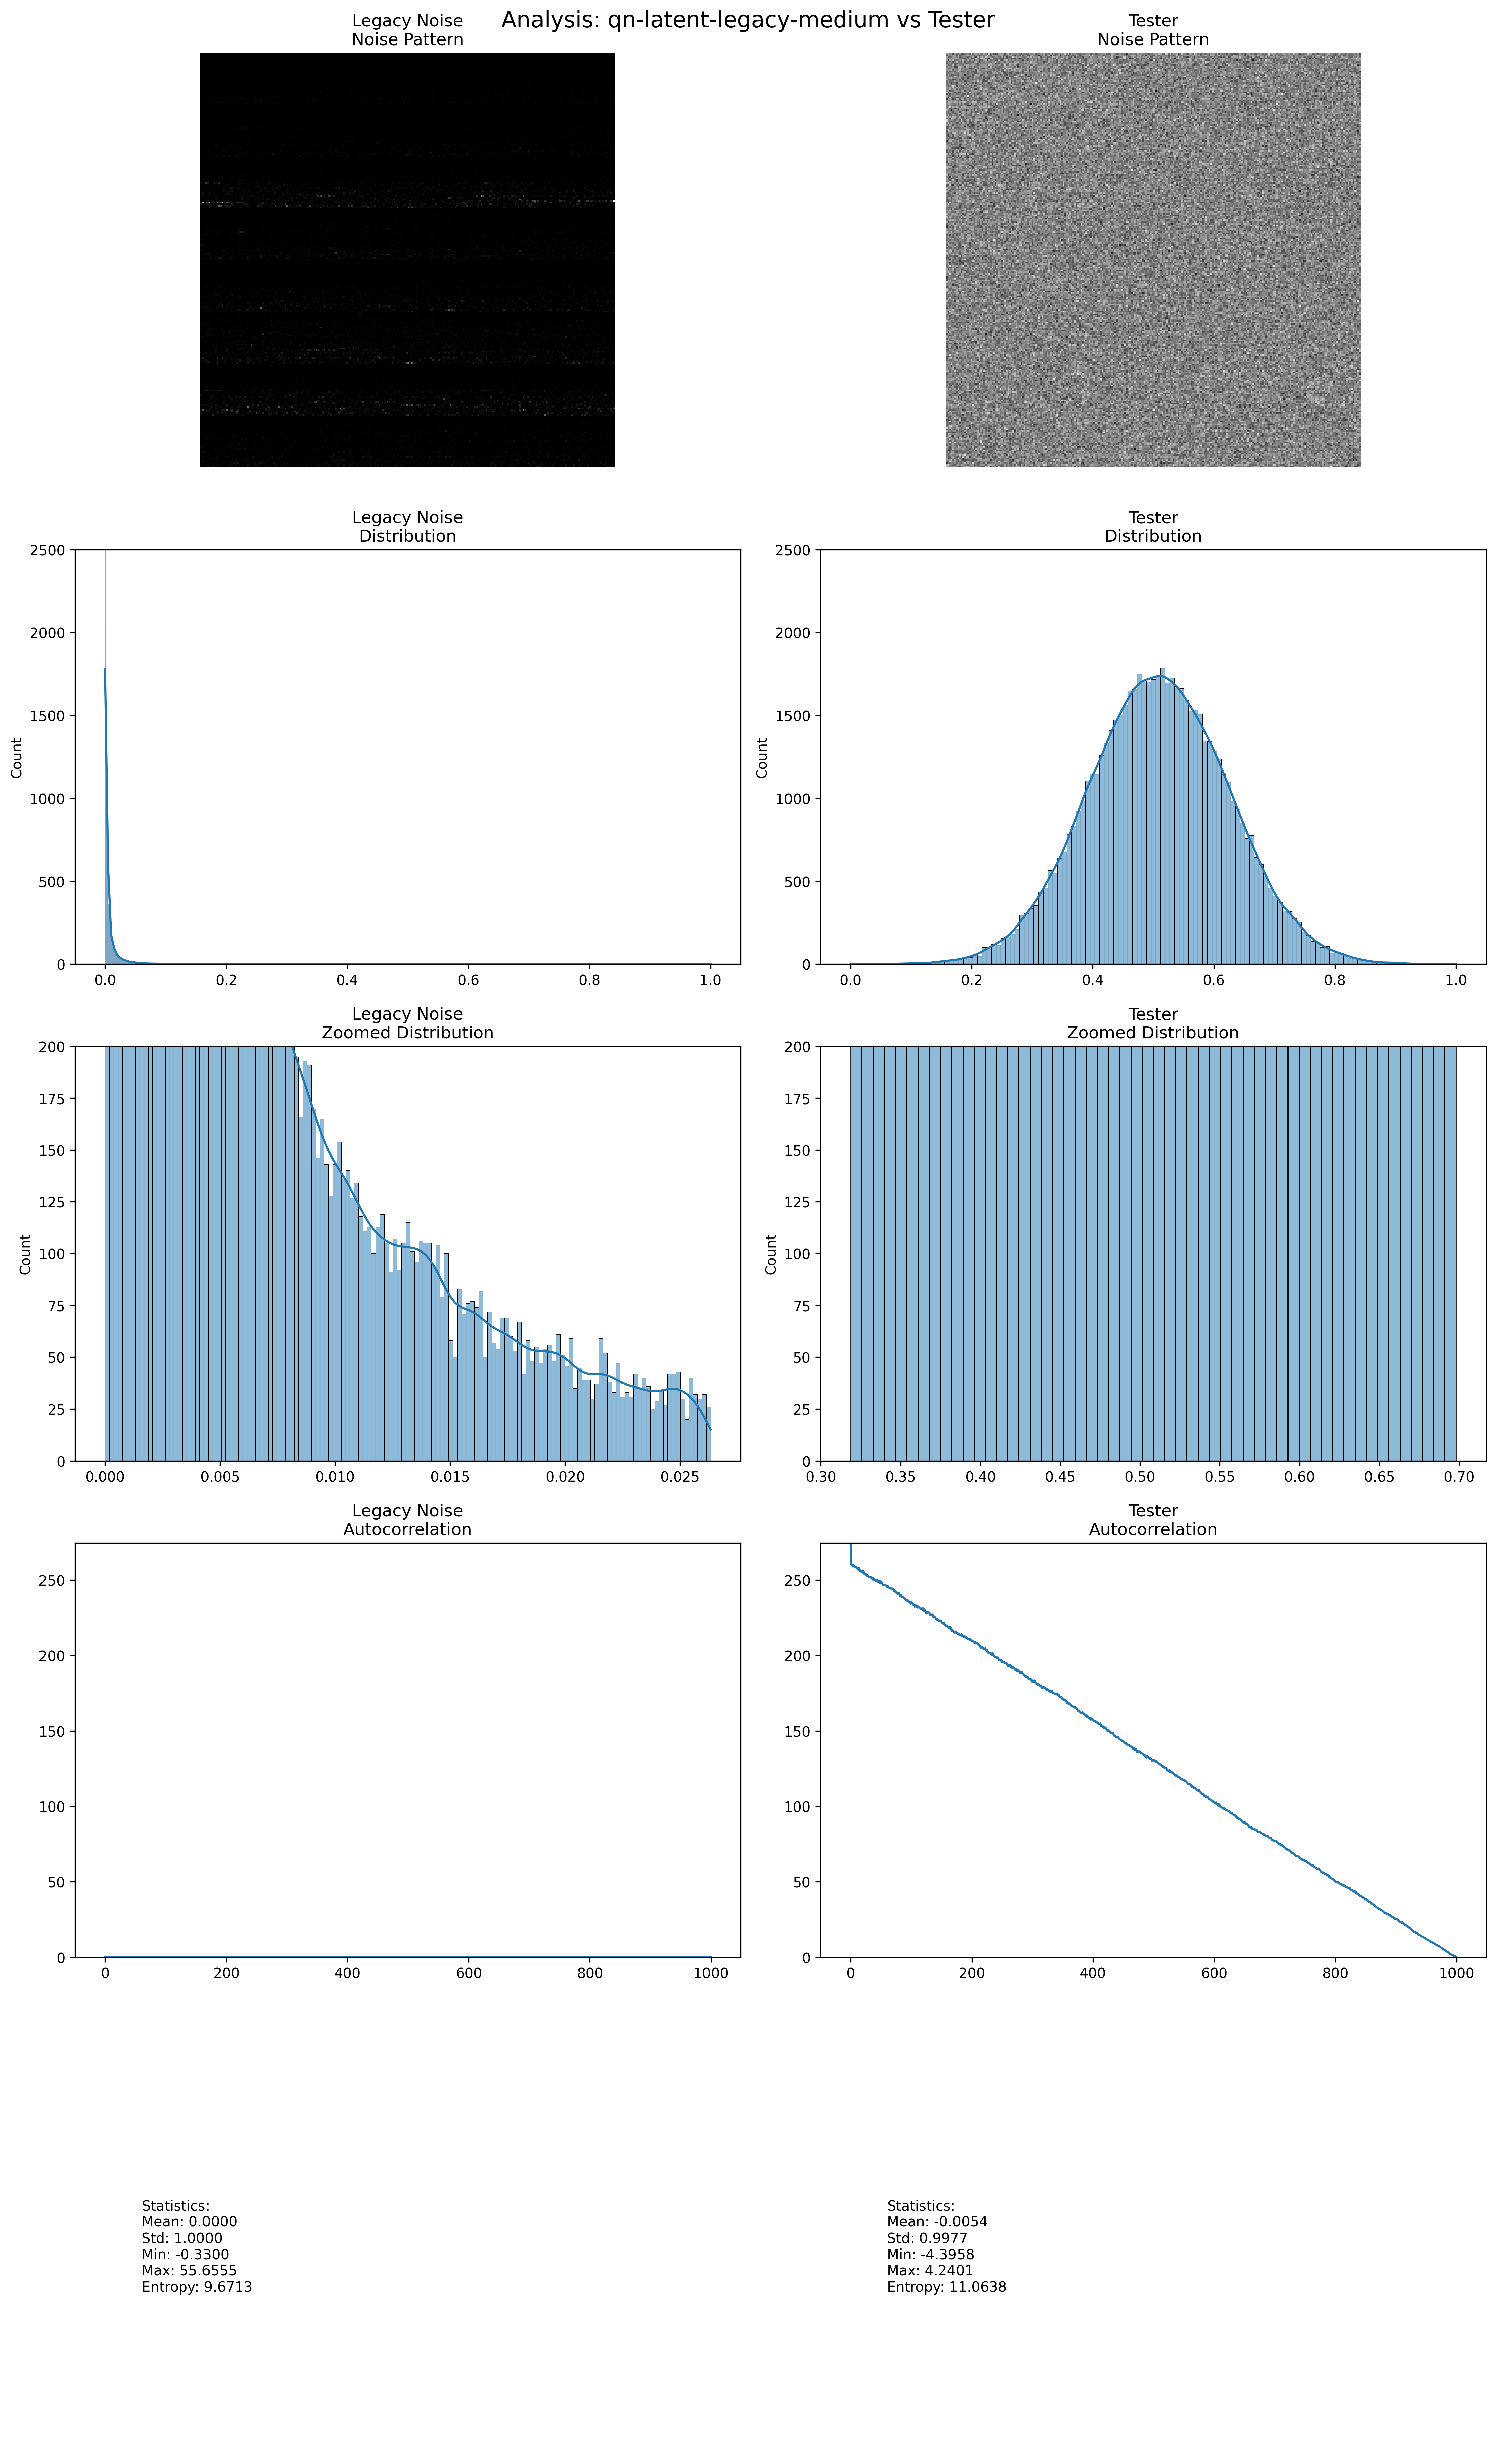 Analysis: qn-latent-legacy-medium vs Tester
Legacy Noise
Noise Pattern
Tester
Noise Pattern
Legacy Noise
Distribution
2500
2000
1500
1000
500
0
Count
0.0 0.2 0.4 0.6 0.8 1.0
Tester
Distribution
2500
2000
1500
1000
500
0
Count
0.0 0.2 0.4 0.6 0.8 1.0
Legacy Noise
Zoomed Distribution
200
175
150
125
100
75
50
25
0
Count
0.000 0.005 0.010 0.015 0.020 0.025
Tester
Zoomed Distribution
200
175
150
125
100
75
50
25
0
Count
0.30 0.35 0.40 0.45 0.50 0.55 0.60 0.65 0.70
Legacy Noise
Autocorrelation
250
200
150
100
50
0
0 200 400 600 800 1000
Tester
Autocorrelation
250
200
150
100
50
0
0 200 400 600 800 1000
Statistics:
Mean: 0.0000
Std: 1.0000
Min: -0.3300
Max: 55.6555
Entropy: 9.6713
Statistics:
Mean: -0.0054
Std: 0.9977
Min: -4.3958
Max: 4.2401
Entropy: 11.0638